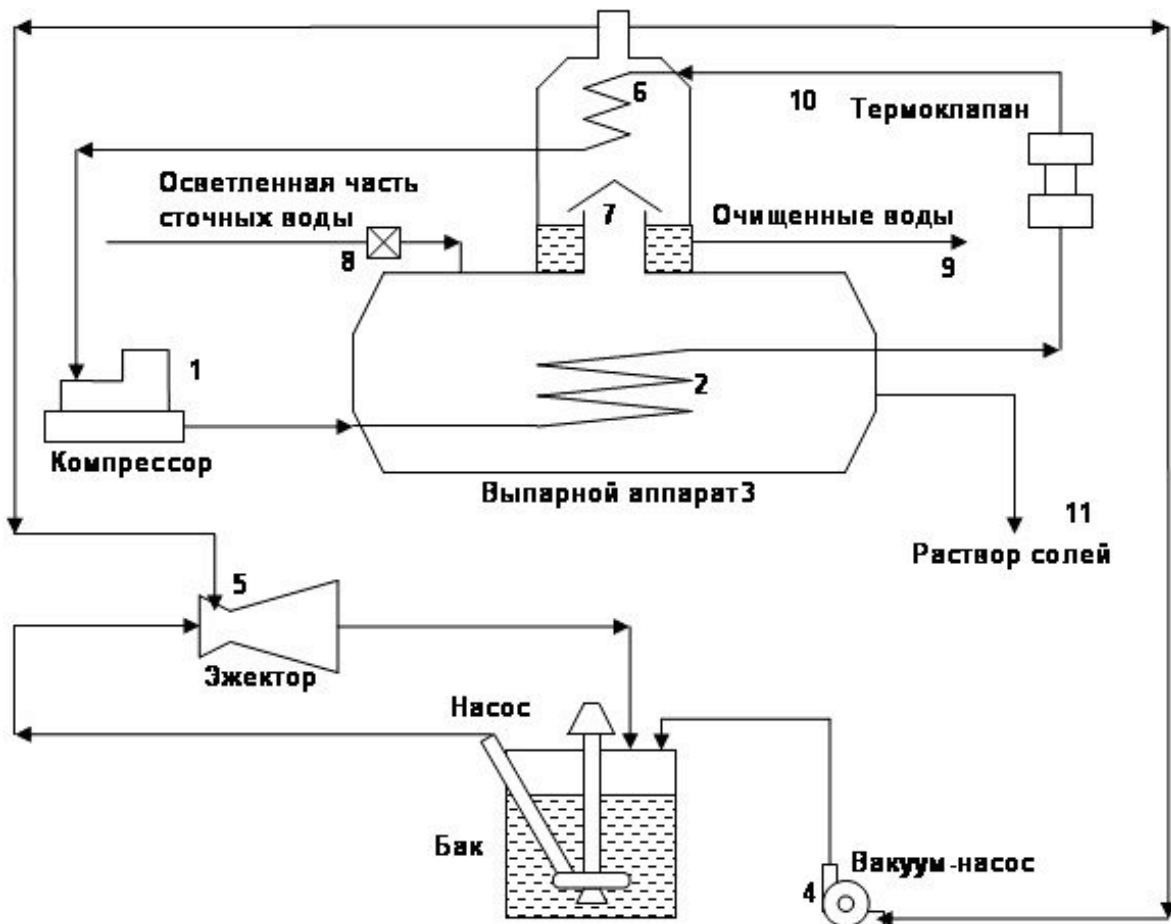 6
10
Термоклапан
Осветленная часть
сточных воды
7
Очищенные воды
8
9
1
2
Компрессор
Выпарной аппарат3
11
Раствор солей
5
Эжектор
Насос
Бак
Вакуум-насос
4